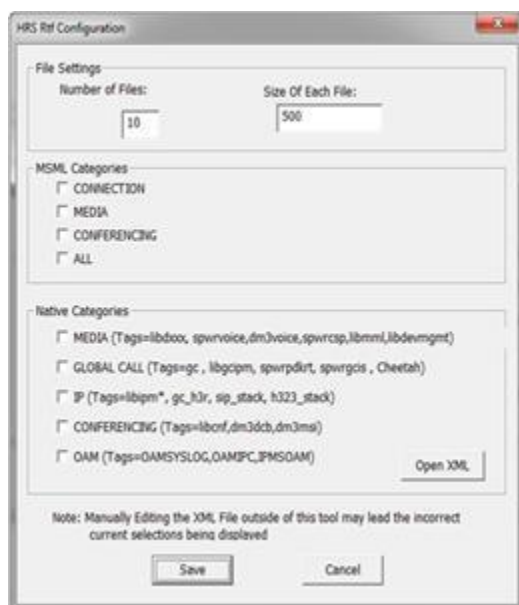 HRS Rtf Configuration
File Settings
Number of Files:
Size Of Each File:
10
500
MSML Categories
CONNECTION
MEDIA
CONFERENCING
ALL
Native Categories
MEDIA (Tags=libdxxx, spwrvoice,dm3voice,spwrcsp,libmml,libdevmgmt)
GLOBAL CALL (Tags=gc , libgcipm, spwrpdkrt, spwrgcis , Cheetah)
IP (Tags=libipm*, gc_h3r, sip_stack, h323_stack)
CONFERENCING (Tags=libcnf,dm3dcb,dm3msi)
OAM (Tags=OAMSYSLOG,OAMIPC,IPMSOAM)
Open XML
Note: Manually Editing the XML File outside of this tool may lead the incorrect
current selections being displayed
Save
Cancel